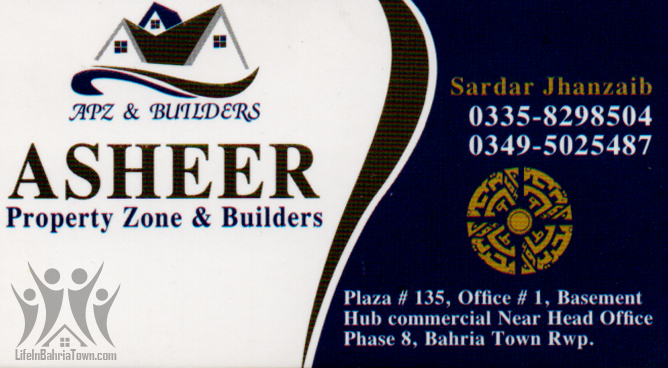 APZ & BUILDERS
ASHEER
Property Zone & Builders
LifeInBahriaTown.com
Sardar Jhanzaib
0335-8298504
0349-5025487
Plaza # 135, Office # 1, Basement
Hub commercial Near Head Office
Phase 8, Bahria Town Rwp.